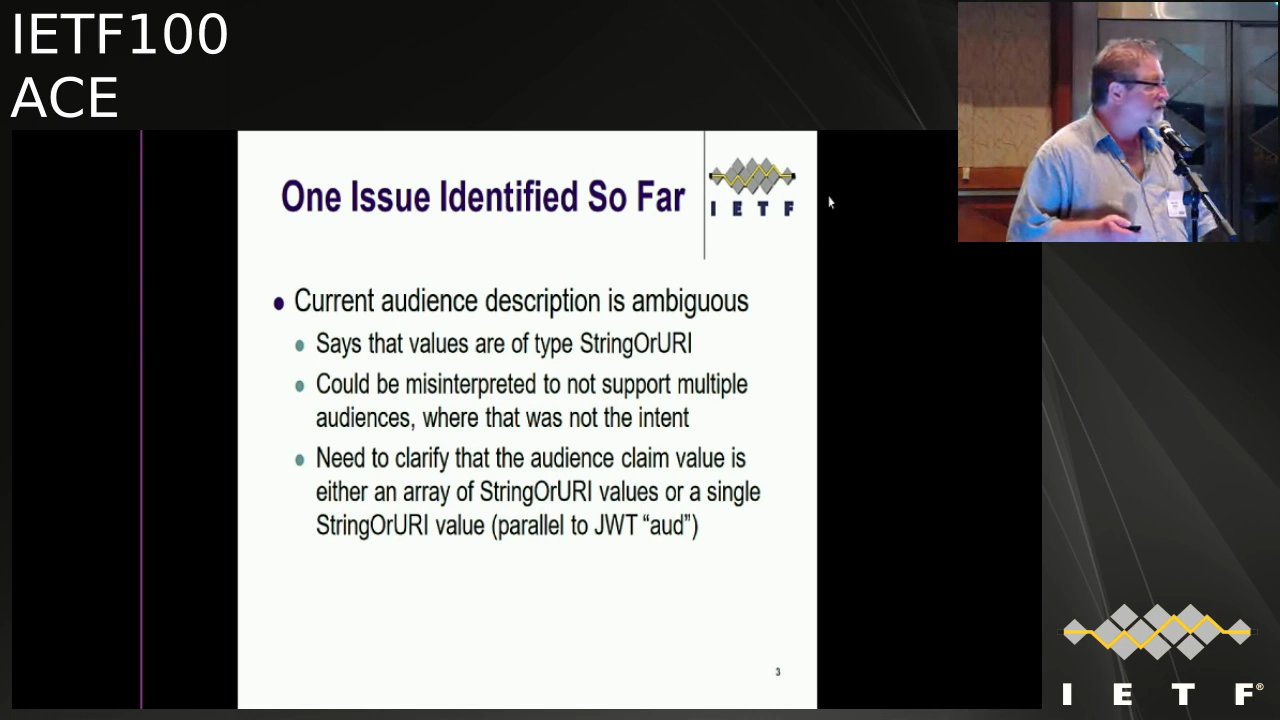 IETF100
ACE
One Issue Identified So Far
I E T F
Current audience description is ambiguous
Says that values are of type StringOrURI
Could be misinterpreted to not support multiple
audiences, where that was not the intent
Need to clarify that the audience claim value is
either an array of StringOrURI values or a single
StringOrURI value (parallel to JWT “aud”)
3
I E T F®